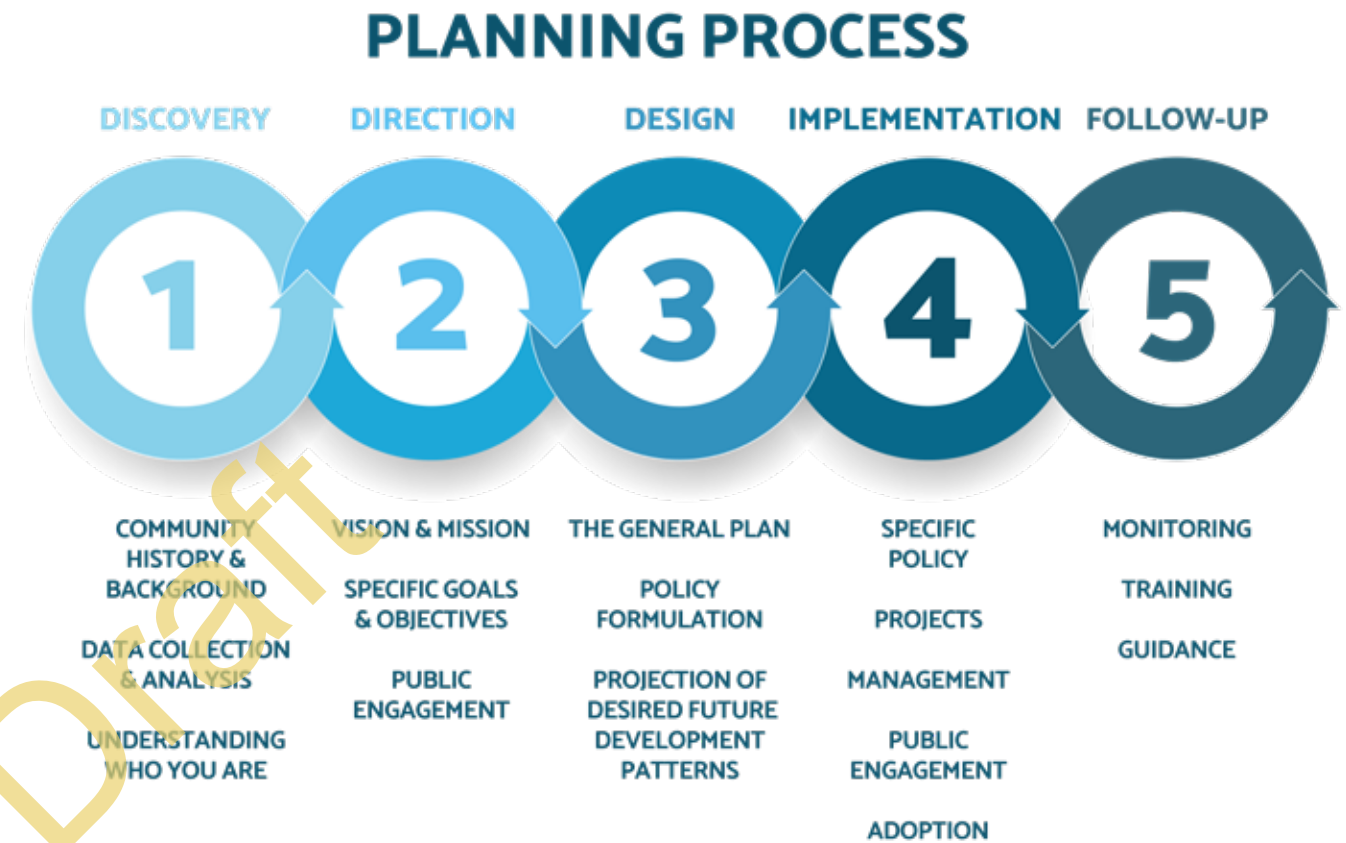 PLANNING PROCESS
DISCOVERY
DIRECTION
DESIGN
IMPLEMENTATION
FOLLOW-UP
1
2
3
4
5
COMMUNITY
HISTORY &
BACKGROUND
DATA COLLECTION
& ANALYSIS
UNDERSTANDING
WHO YOU ARE
VISION & MISSION
SPECIFIC GOALS
& OBJECTIVES
PUBLIC
ENGAGEMENT
THE GENERAL PLAN
POLICY
FORMULATION
PROJECTION OF
DESIRED FUTURE
DEVELOPMENT
PATTERNS
SPECIFIC
POLICY
PROJECTS
MANAGEMENT
PUBLIC
ENGAGEMENT
ADOPTION
MONITORING
TRAINING
GUIDANCE
Draft